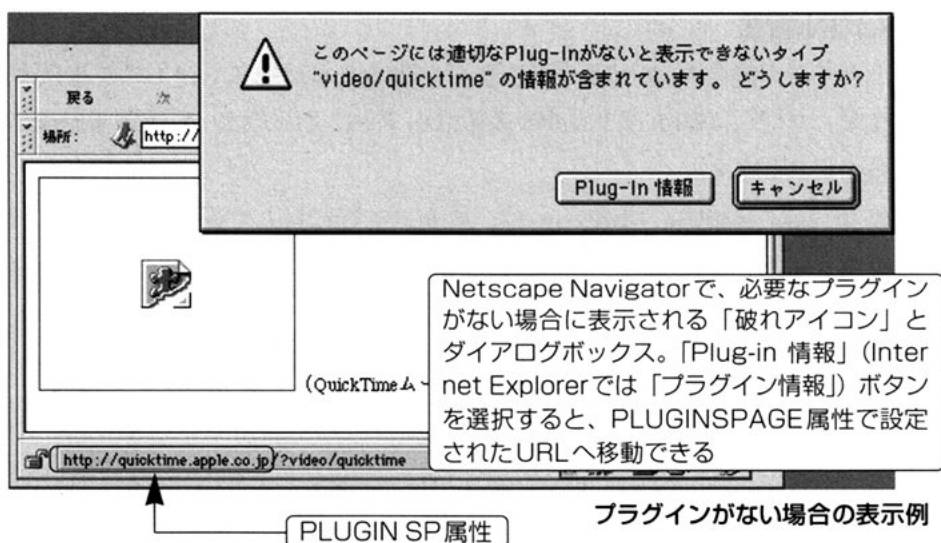 このページには適切なPlug-Inがないと表示できないタイプ
"video/quicktime" の情報が含まれています。 どうしますか?
Plug-In 情報
キャンセル
戻る
次
場所:
http://
(QuickTimeム
Netscape Navigatorで、必要なプラグイン
がない場合に表示される「破れアイコン」と
ダイアログボックス。「Plug-in 情報」(Inter
net Explorerでは「プラグイン情報」)ボタン
を選択すると、PLUGINSPAGE属性で設定
されたURLへ移動できる
http://quicktime.apple.co.jp/?video/quicktime
PLUGIN SP属性
プラグインがない場合の表示例